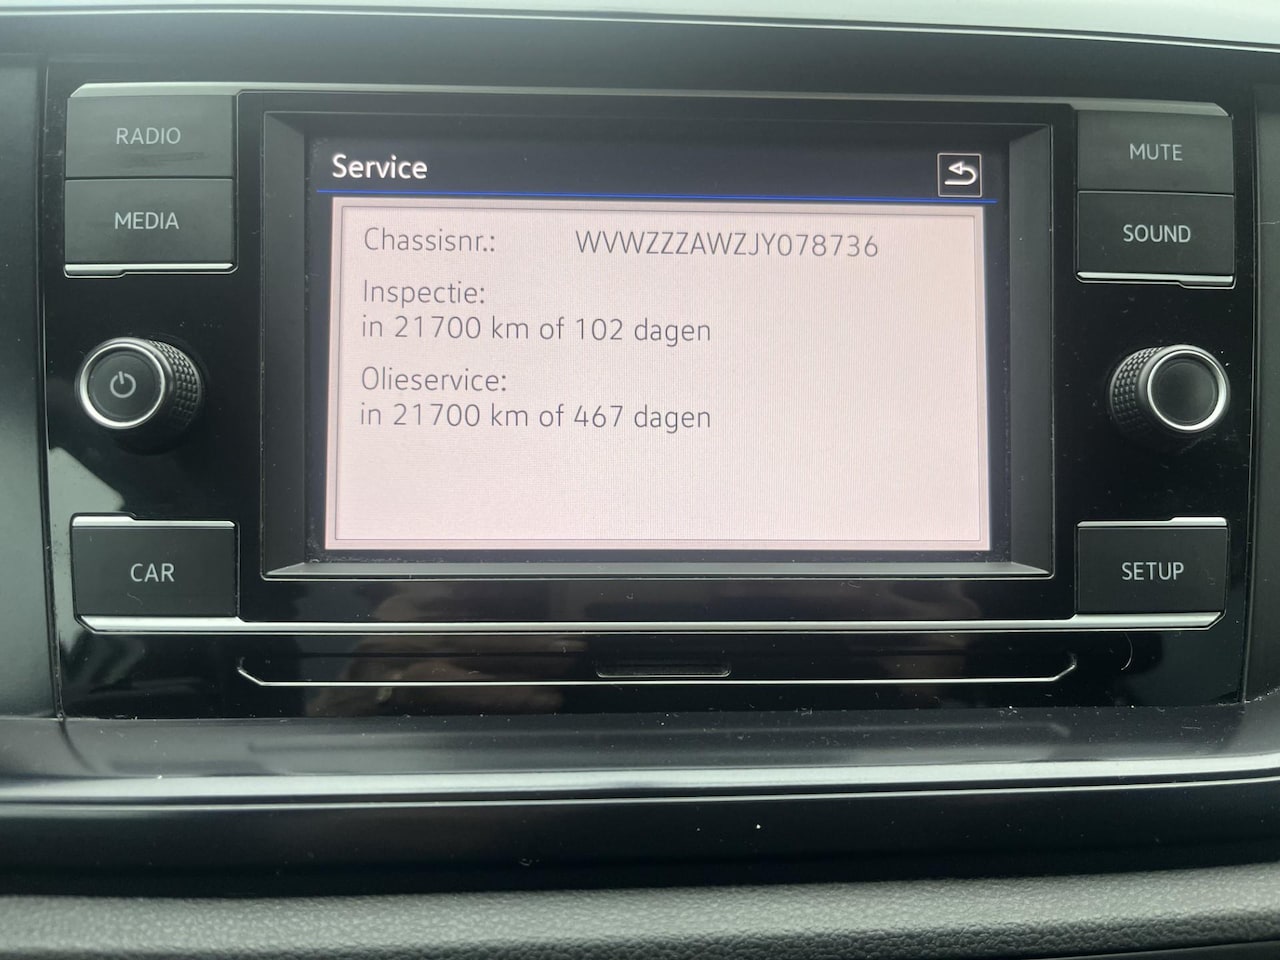 RADIO
MEDIA
CAR
Service
Chassisnr.: WVWZZZAWZJY078736
Inspectie:
in 21700 km of 102 dagen
Olieservice:
in 21700 km of 467 dagen
MUTE
SOUND
SETUP